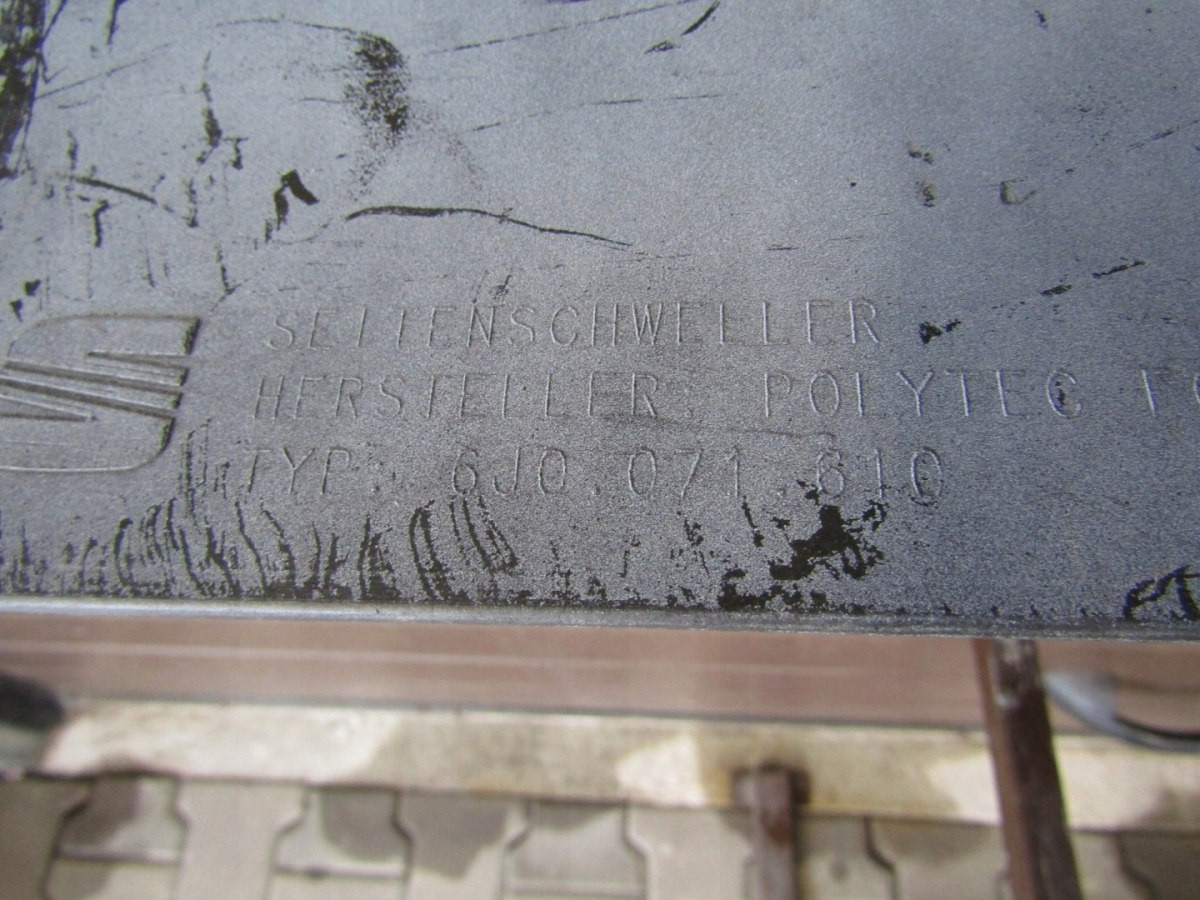 SEITENSCHWELLER
HERSTELLER: POLYTEC
TYP: 6J0.071.610